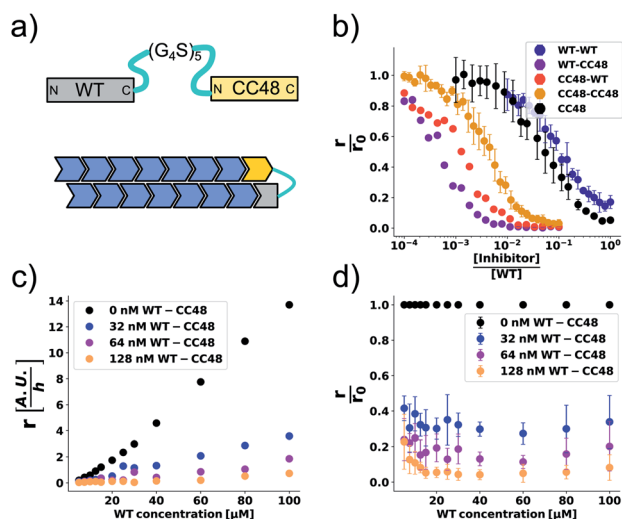 a)
(G₄S)₅
N WT C
N CC48 C
b)
WT-WT
WT-CC48
CC48-WT
CC48-CC48
CC48
r/r₀
1.0
0.8
0.6
0.4
0.2
0.0
10⁻⁴ 10⁻³ 10⁻² 10⁻¹ 10⁰
[Inhibitor]
[WT]
c)
0 nM WT − CC48
32 nM WT − CC48
64 nM WT − CC48
128 nM WT − CC48
r [A.U./h]
14
12
10
8
6
4
2
0
20 40 60 80 100
WT concentration [μM]
d)
0 nM WT − CC48
32 nM WT − CC48
64 nM WT − CC48
128 nM WT − CC48
r/r₀
1.0
0.8
0.6
0.4
0.2
0.0
20 40 60 80 100
WT concentration [μM]